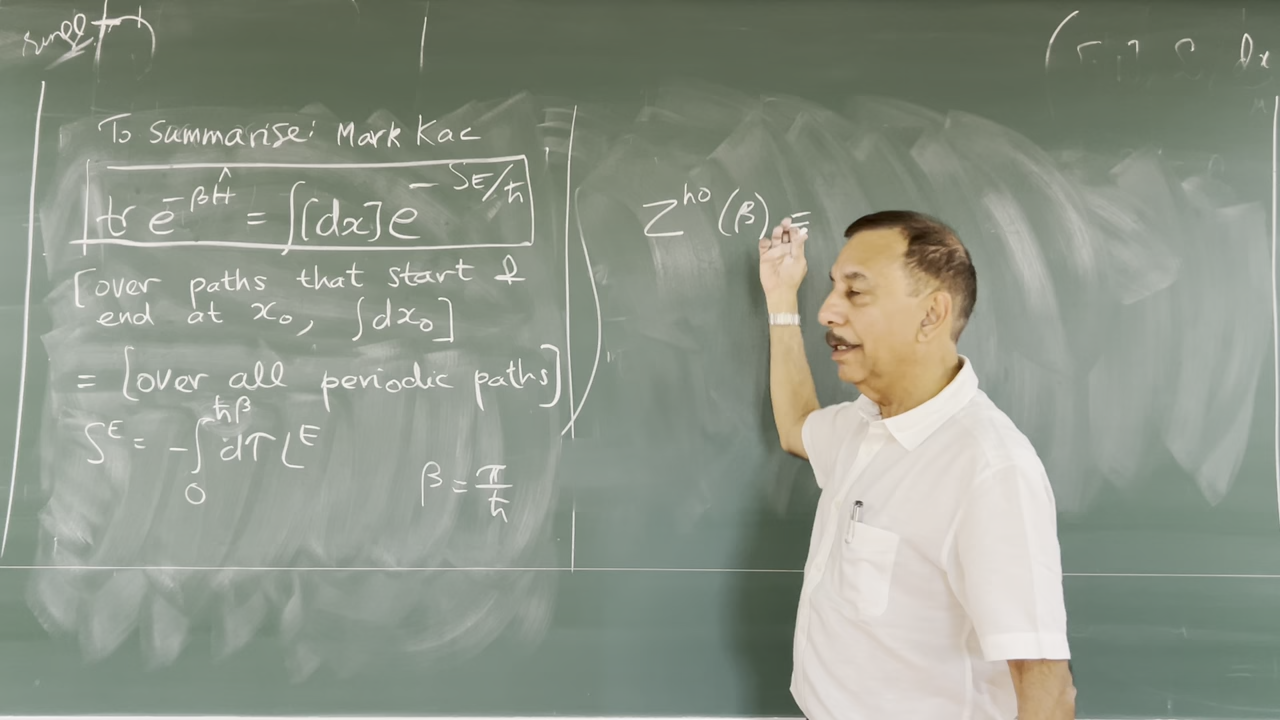 To Summarise: Mark Kac
tr e^{-βĤ} = ∫[dx] e^{-S_E/ħ}
[over paths that start &
end at x₀, ∫dx₀]
= [over all periodic paths]
S^E = -∫₀^{ħβ} dτ L^E
β = π/ħ
Z^{ho}(β) =